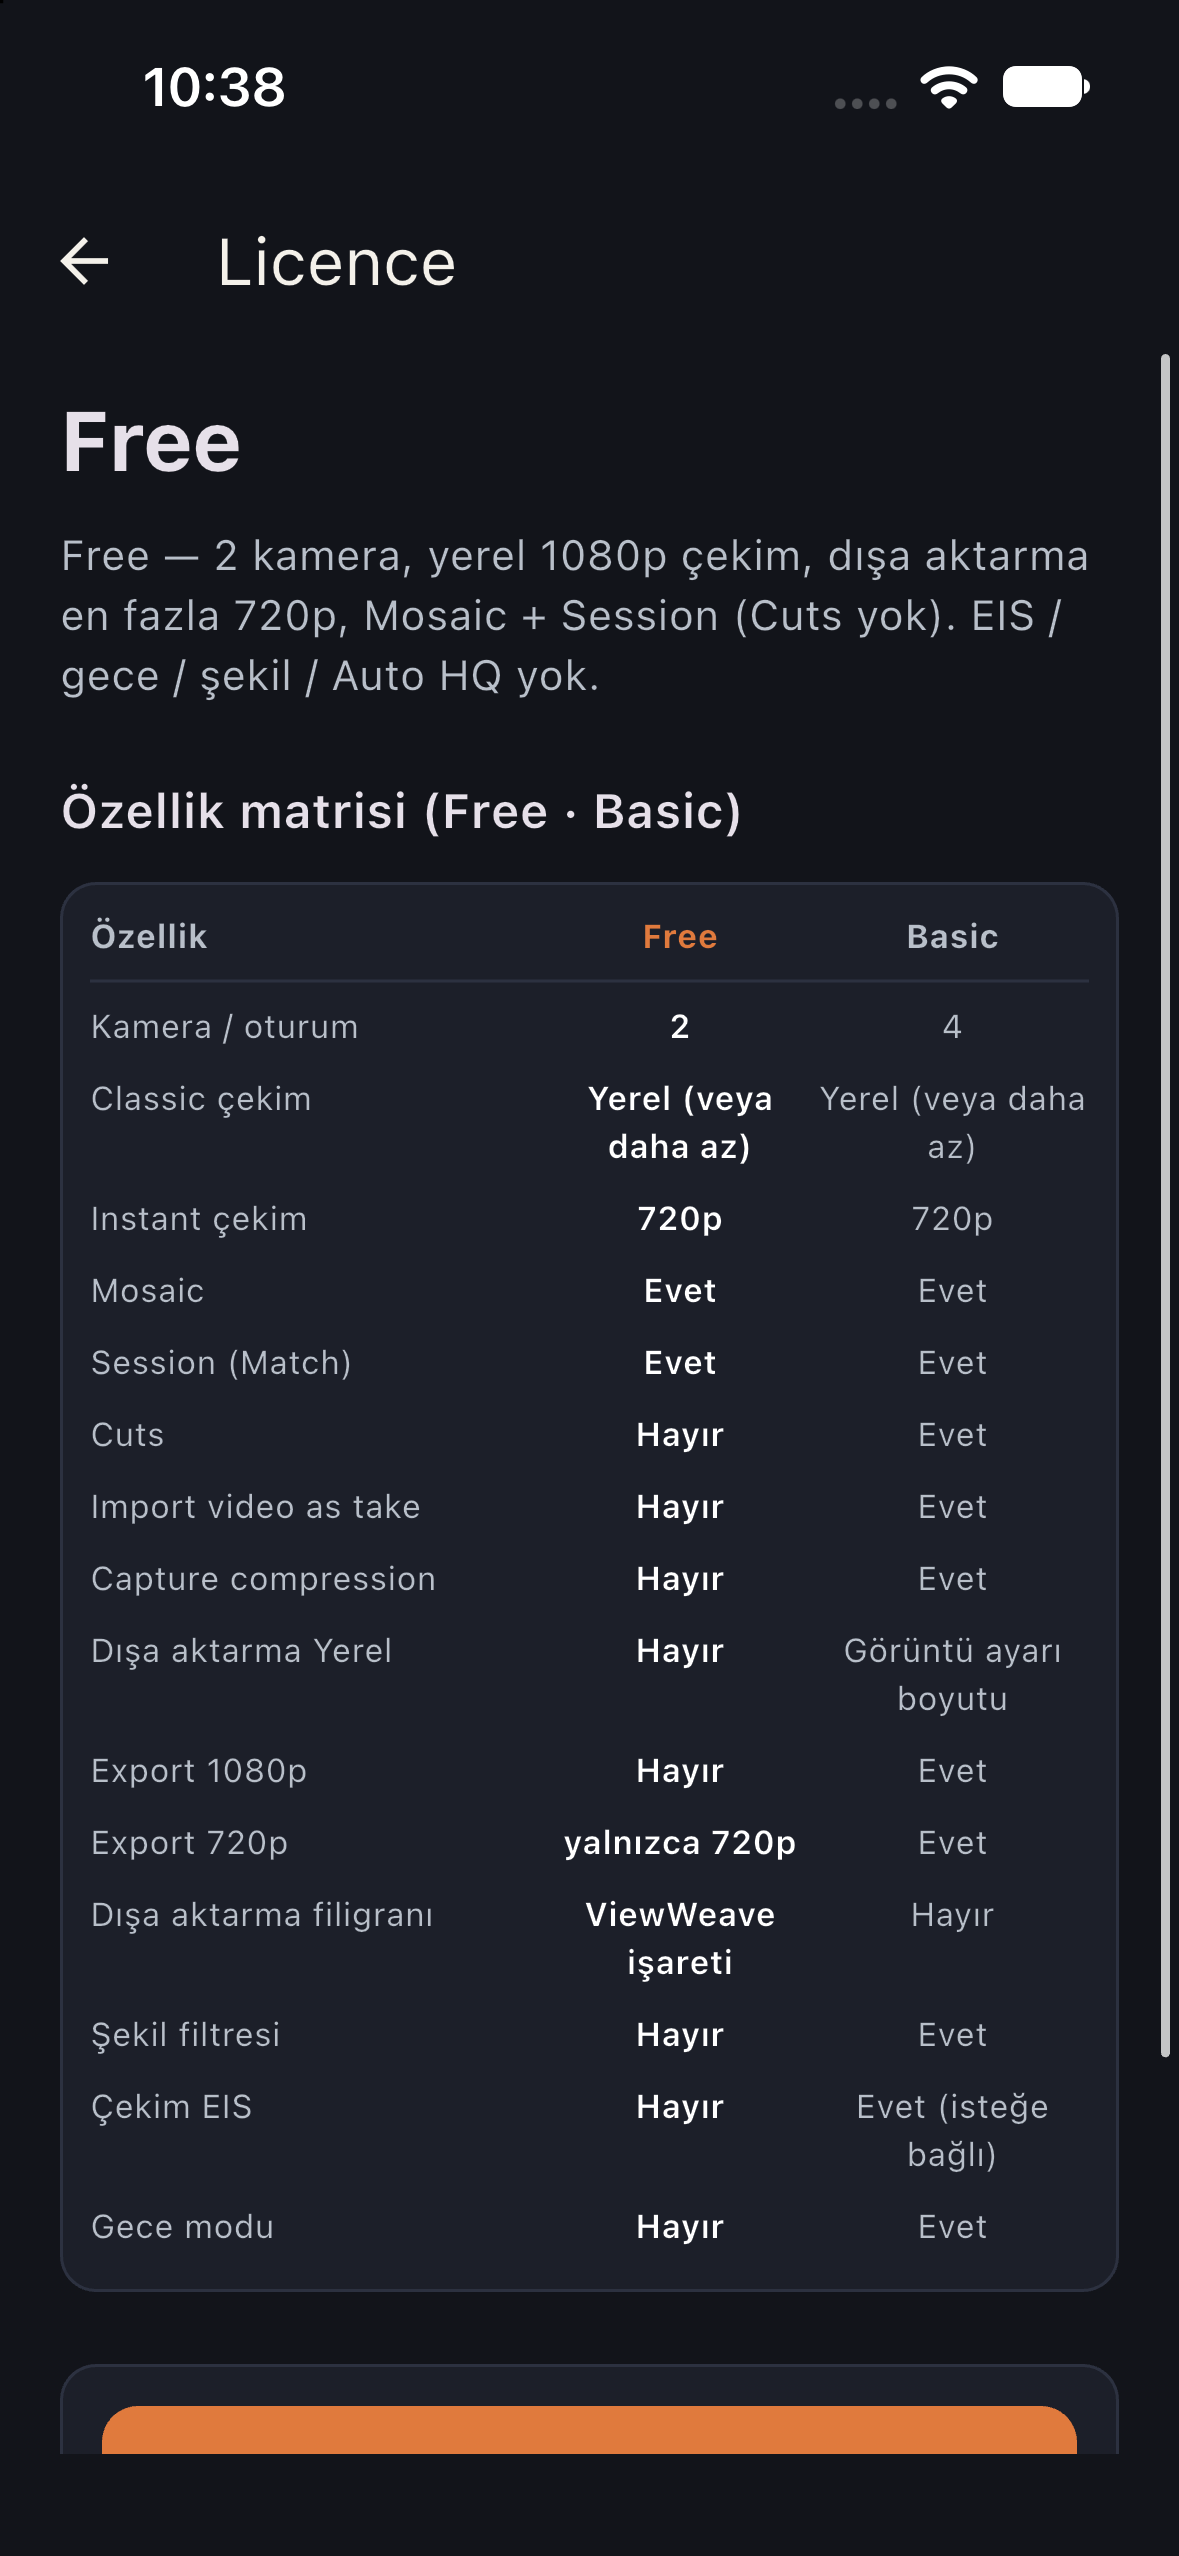 10:38
Licence
Free
Free — 2 kamera, yerel 1080p çekim, dışa aktarma
en fazla 720p, Mosaic + Session (Cuts yok). EIS /
gece / şekil / Auto HQ yok.
Özellik matrisi (Free · Basic)
Özellik Free Basic
Kamera / oturum 2 4
Classic çekim Yerel (veya daha az) Yerel (veya daha az)
Instant çekim 720p 720p
Mosaic Evet Evet
Session (Match) Evet Evet
Cuts Hayır Evet
Import video as take Hayır Evet
Capture compression Hayır Evet
Dışa aktarma Yerel Hayır Görüntü ayarı boyutu
Export 1080p Hayır Evet
Export 720p yalnızca 720p Evet
Dışa aktarma filigranı ViewWeave işareti Hayır
Şekil filtresi Hayır Evet
Çekim EIS Hayır Evet (isteğe bağlı)
Gece modu Hayır Evet